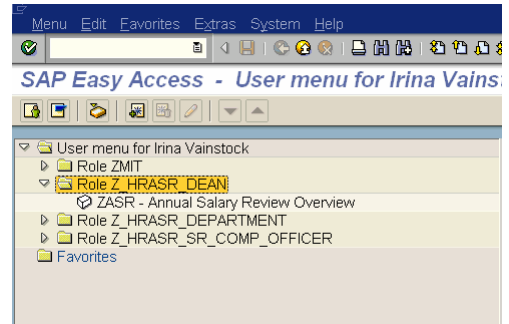 Menu Edit Favorites Extras System Help
SAP Easy Access - User menu for Irina Vainst
User menu for Irina Vainstock
Role ZMIT
Role Z_HRASR_DEAN
ZASR - Annual Salary Review Overview
Role Z_HRASR_DEPARTMENT
Role Z_HRASR_SR_COMP_OFFICER
Favorites